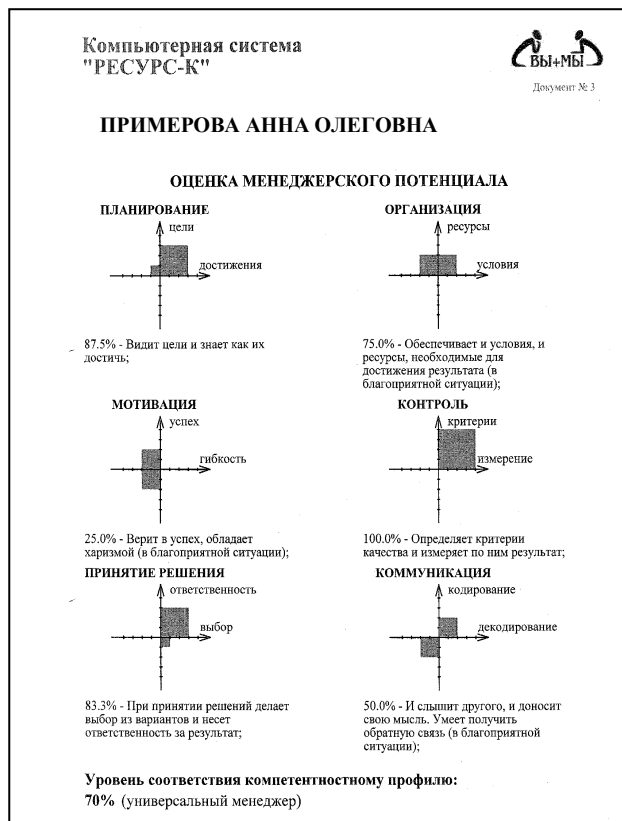 Компьютерная система
"РЕСУРС-К"
ВЫ+МЫ
Документ № 3
ПРИМЕРОВА АННА ОЛЕГОВНА
ОЦЕНКА МЕНЕДЖЕРСКОГО ПОТЕНЦИАЛА
ПЛАНИРОВАНИЕ
цели
достижения
87.5% - Видит цели и знает как их
достичь;
ОРГАНИЗАЦИЯ
ресурсы
условия
75.0% - Обеспечивает и условия, и
ресурсы, необходимые для
достижения результата (в
благоприятной ситуации);
МОТИВАЦИЯ
успех
гибкость
25.0% - Верит в успех, обладает
харизмой (в благоприятной ситуации);
КОНТРОЛЬ
критерии
измерение
100.0% - Определяет критерии
качества и измеряет по ним результат;
ПРИНЯТИЕ РЕШЕНИЯ
ответственность
выбор
83.3% - При принятии решений делает
выбор из вариантов и несет
ответственность за результат;
КОММУНИКАЦИЯ
кодирование
декодирование
50.0% - И слышит другого, и доносит
свою мысль. Умеет получить
обратную связь (в благоприятной
ситуации);
Уровень соответствия компетентностному профилю:
70% (универсальный менеджер)